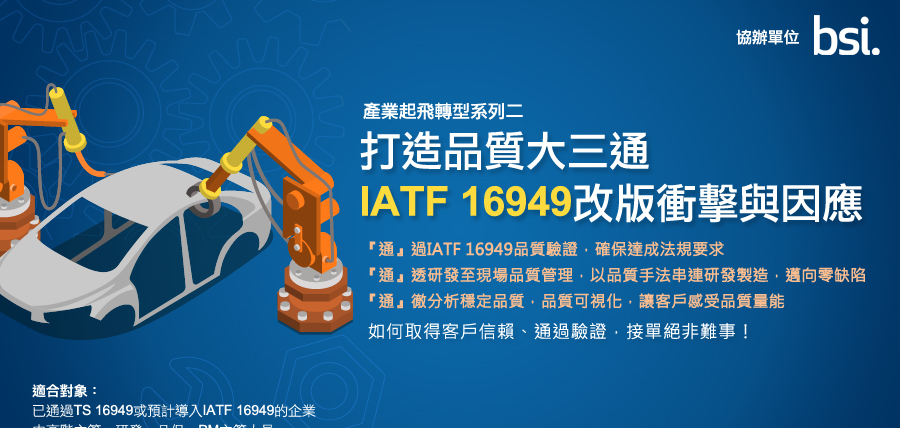 協辦單位 bsi.
產業起飛轉型系列二
打造品質大三通
IATF 16949改版衝擊與因應
『通』過IATF 16949品質驗證，確保達成法規要求
『通』透研發至現場品質管理，以品質手法串連研發製造，邁向零缺陷
『通』徹分析穩定品質，品質可視化，讓客戶感受品質量能
如何取得客戶信賴、通過驗證，接單絕非難事！
適合對象：
已通過TS 16949或預計導入IATF 16949的企業